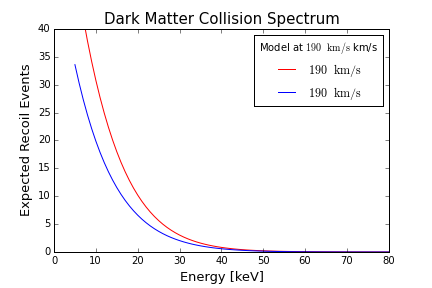 Dark Matter Collision Spectrum
Expected Recoil Events
40
35
30
25
20
15
10
5
0
Model at 190 km/s km/s
190 km/s
190 km/s
0 10 20 30 40 50 60 70 80
Energy [keV]